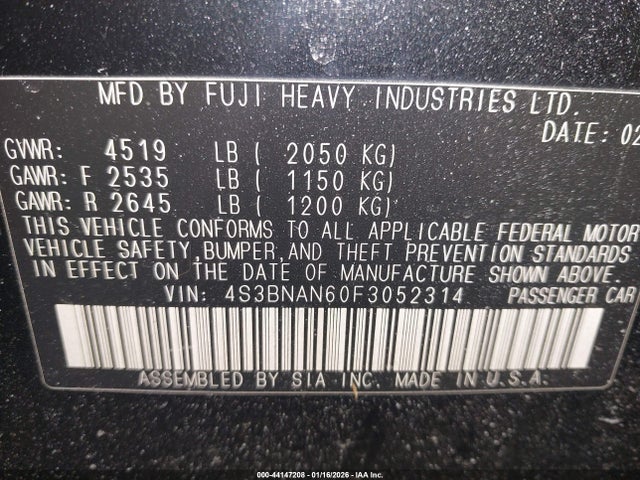 MFD. BY FUJI HEAVY INDUSTRIES LTD.
DATE: 02
GVWR: 4519 LB ( 2050 KG)
GAWR: F 2535 LB ( 1150 KG)
GAWR: R 2645 LB ( 1200 KG)
THIS VEHICLE CONFORMS TO ALL APPLICABLE FEDERAL MOTOR
VEHICLE SAFETY, BUMPER, AND THEFT PREVENTION STANDARDS
IN EFFECT ON THE DATE OF MANUFACTURE SHOWN ABOVE.
VIN: 4S3BNAN60F3052314 PASSENGER CAR
ASSEMBLED BY SIA INC. MADE IN U.S.A.
000-44147208 - 01/16/2026 - IAA Inc.